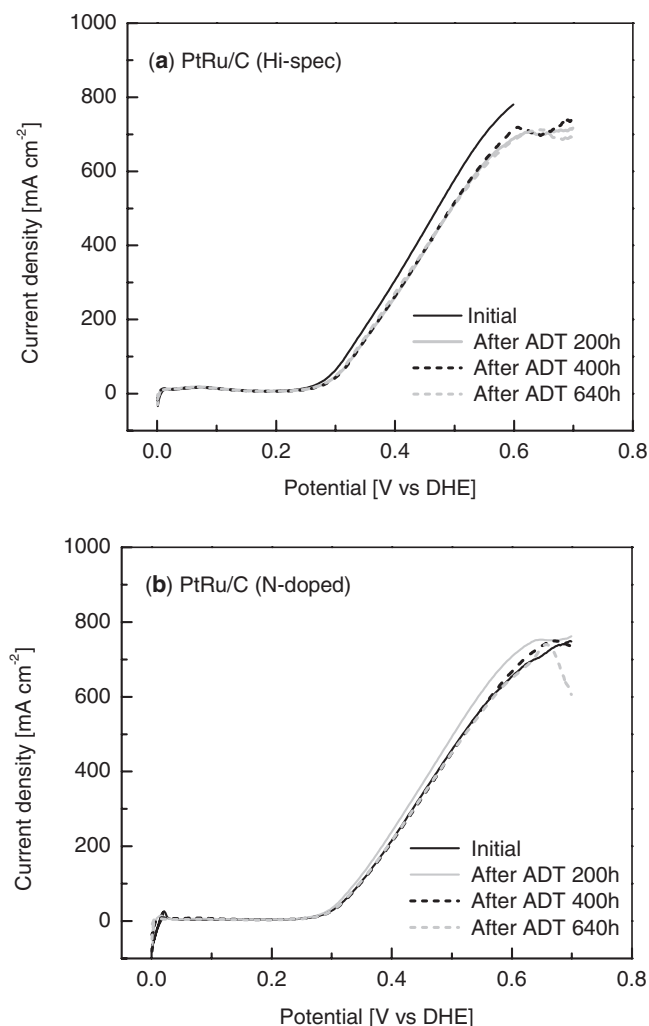 1000
(a) PtRu/C (Hi-spec)
800
600
400
200
0
Current density [mA cm⁻²]
Initial
After ADT 200h
After ADT 400h
After ADT 640h
0.0 0.2 0.4 0.6 0.8
Potential [V vs DHE]
1000
(b) PtRu/C (N-doped)
800
600
400
200
0
Current density [mA cm⁻²]
Initial
After ADT 200h
After ADT 400h
After ADT 640h
0.0 0.2 0.4 0.6 0.8
Potential [V vs DHE]